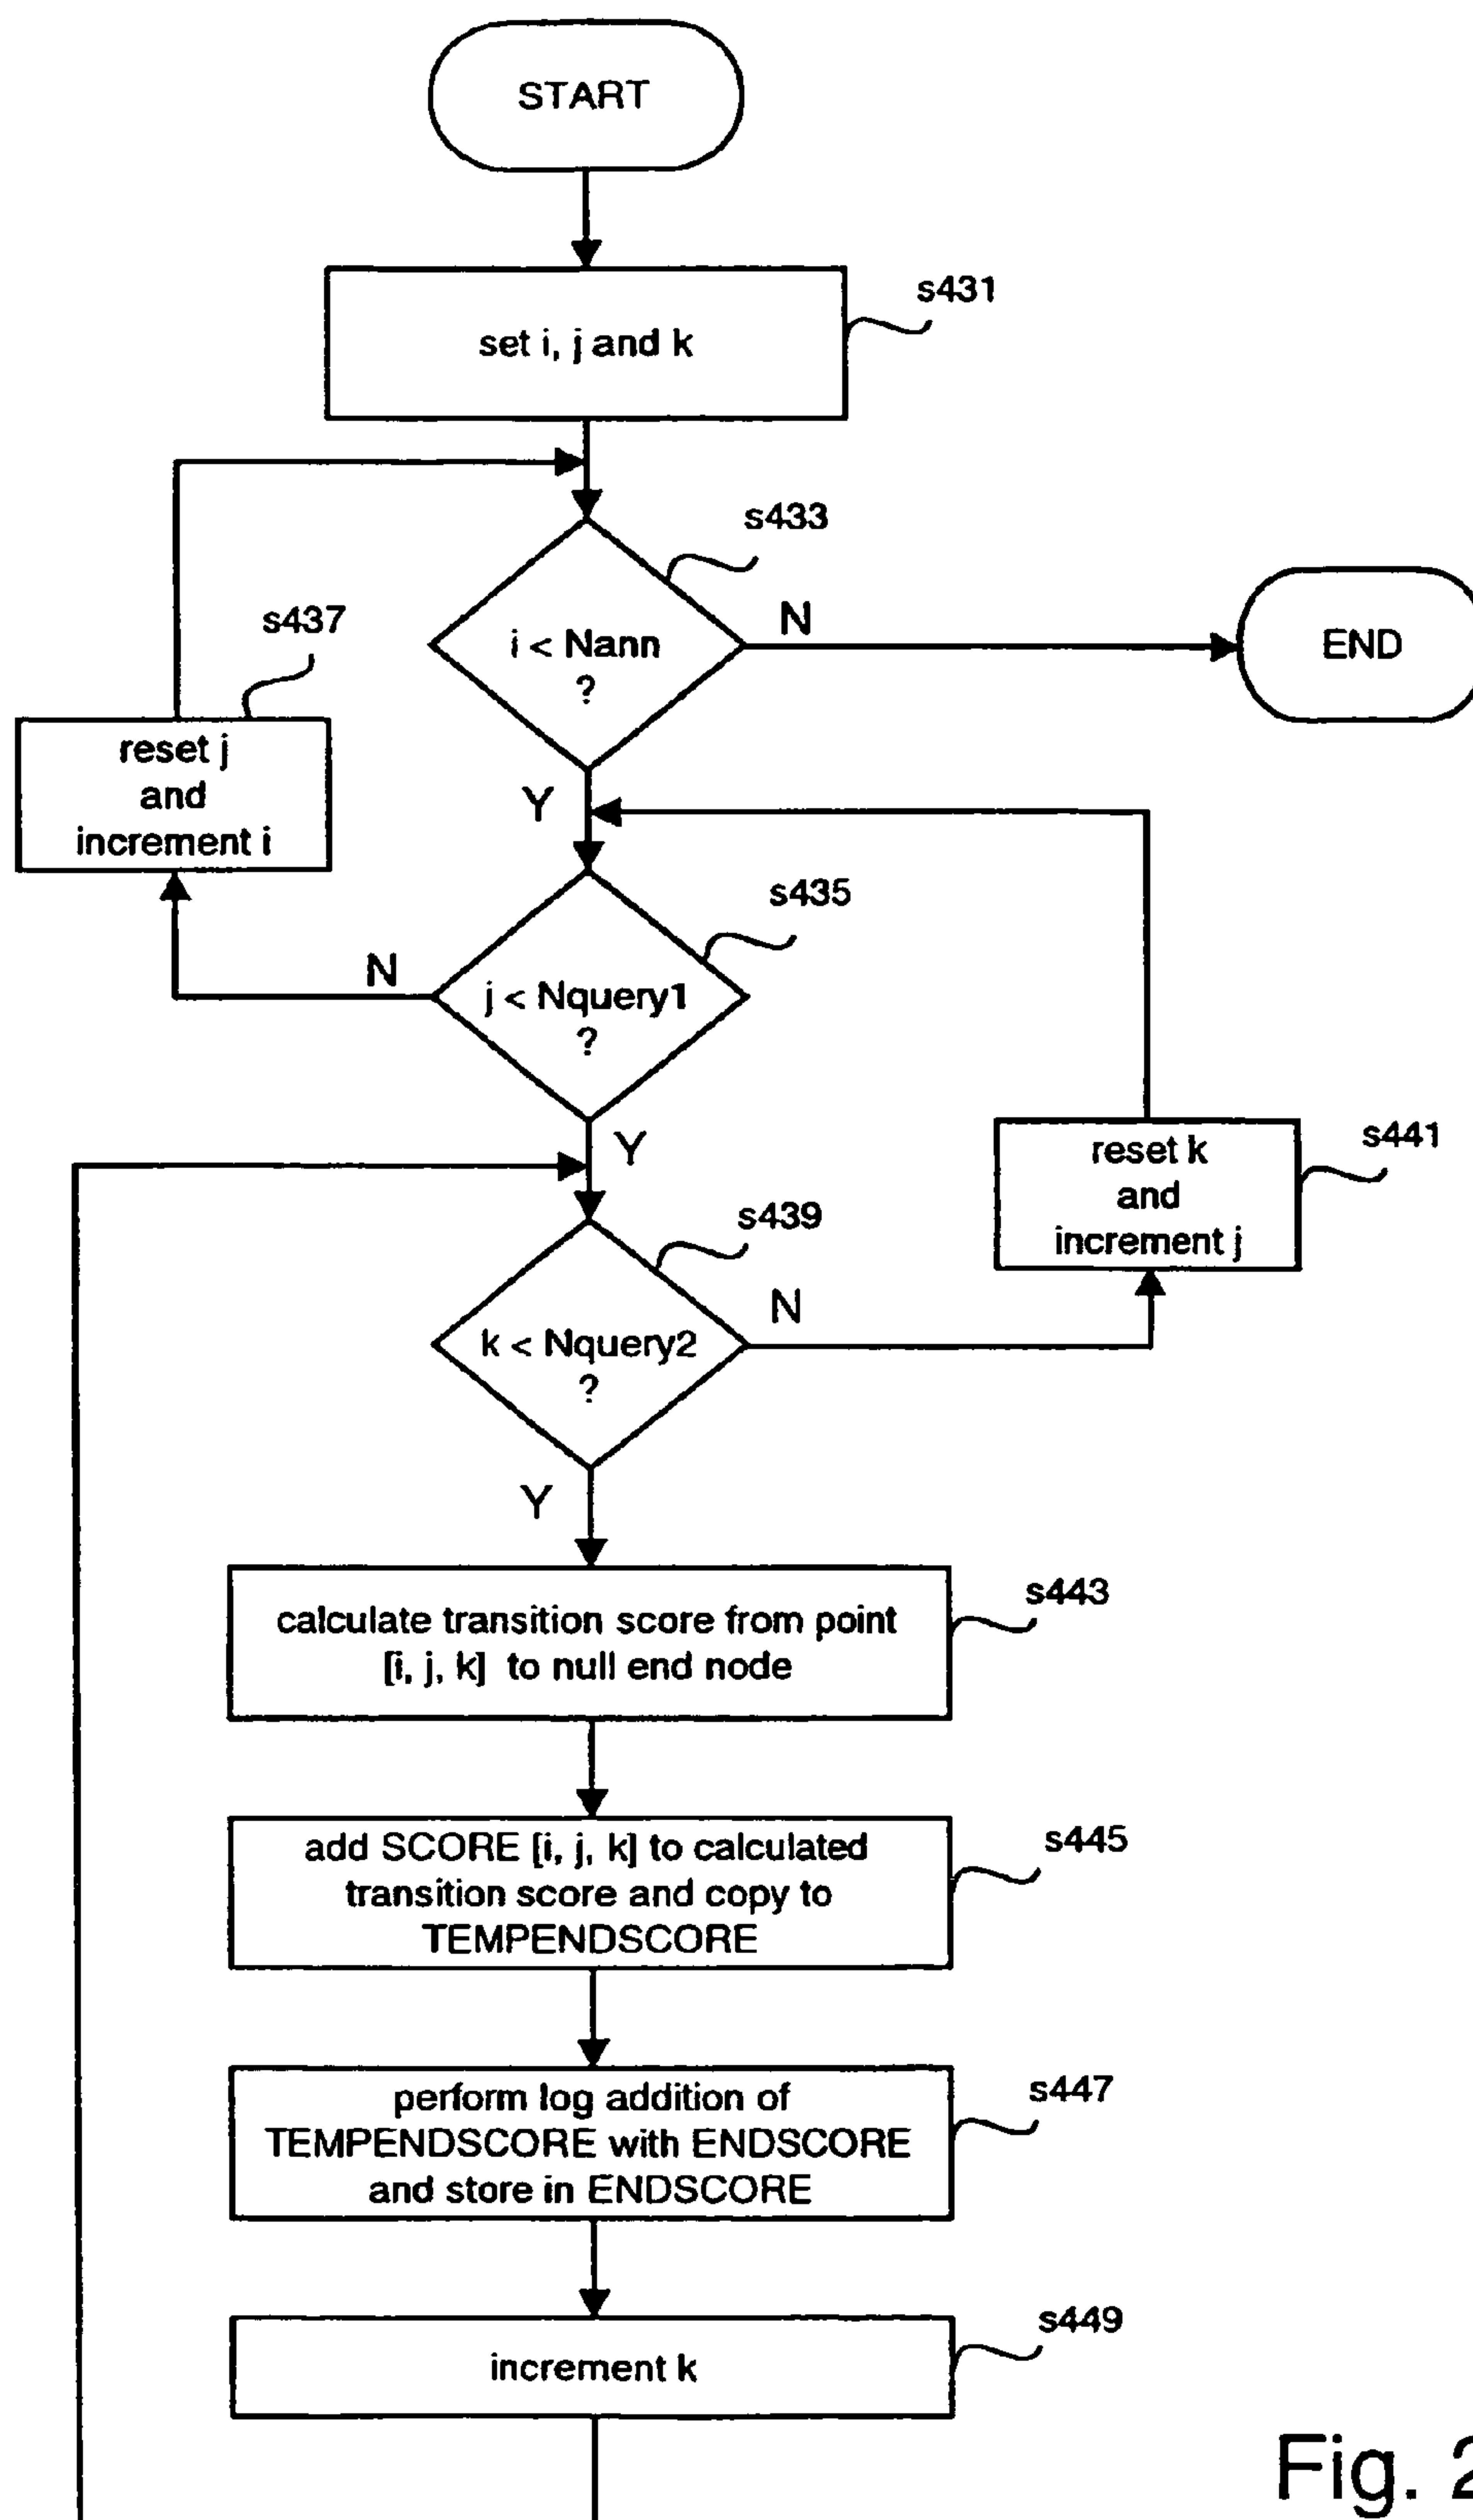 START
set i, j and k
s431
s433
i < Nann
?
N
END
s437
reset j
and
increment i
Y
s435
j < Nquery1
?
N
Y
s441
reset k
and
increment j
s439
k < Nquery2
?
N
Y
s443
calculate transition score from point
[i, j, k] to null end node
s445
add SCORE [i, j, k] to calculated
transition score and copy to
TEMPENDSCORE
s447
perform log addition of
TEMPENDSCORE with ENDSCORE
and store in ENDSCORE
s449
increment k
Fig.